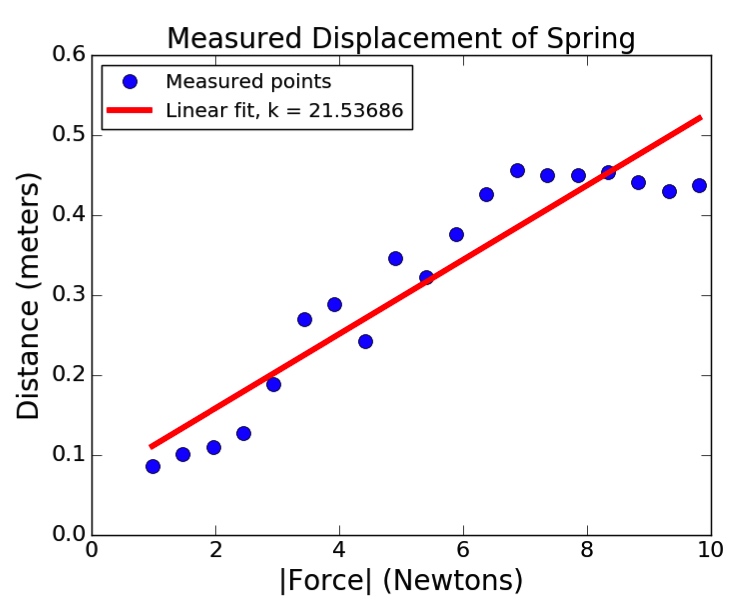 Measured Displacement of Spring
Measured points
Linear fit, k = 21.53686
Distance (meters)
0.6
0.5
0.4
0.3
0.2
0.1
0.0
0 2 4 6 8 10
|Force| (Newtons)